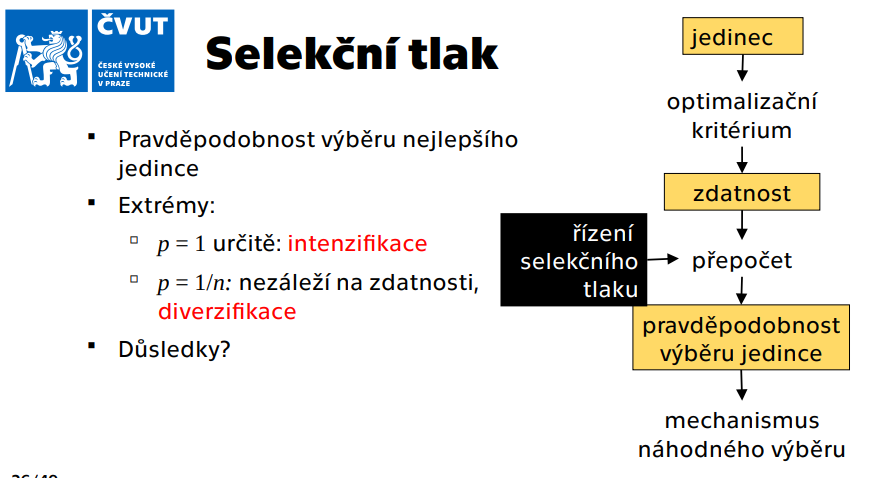 ČVUT
ČESKÉ VYSOKÉ
UČENÍ TECHNICKÉ
V PRAZE
Selekční tlak
Pravděpodobnost výběru nejlepšího
jedince
Extrémy:
p = 1 určitě: intenzifikace
p = 1/n: nezáleží na zdatnosti,
diverzifikace
Důsledky?
jedinec
optimalizační
kritérium
zdatnost
řízení
selekčního
tlaku
přepočet
pravděpodobnost
výběru jedince
mechanismus
náhodného výběru